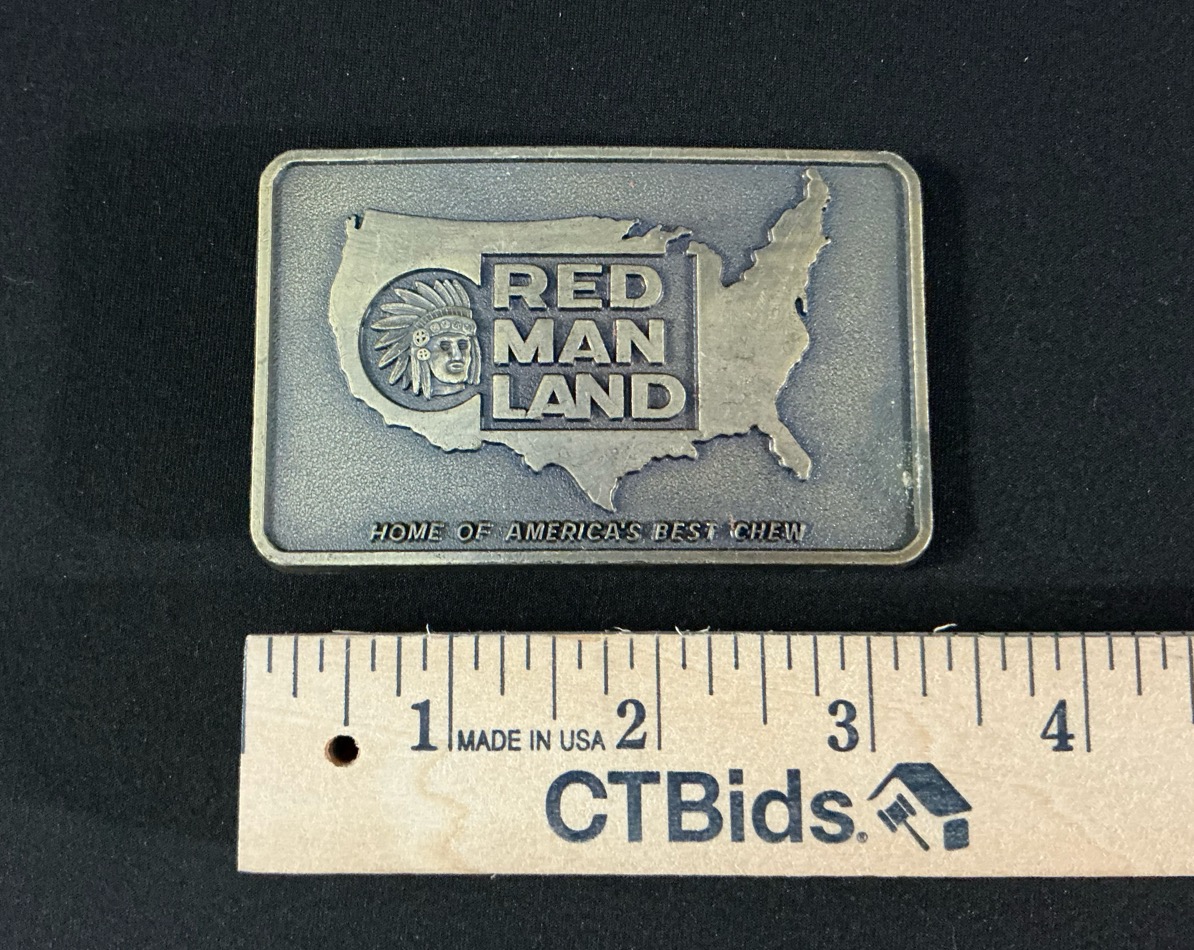 RED
MAN
LAND
HOME OF AMERICA'S BEST CHEW
1 MADE IN USA 2 3 4
CTBids.®